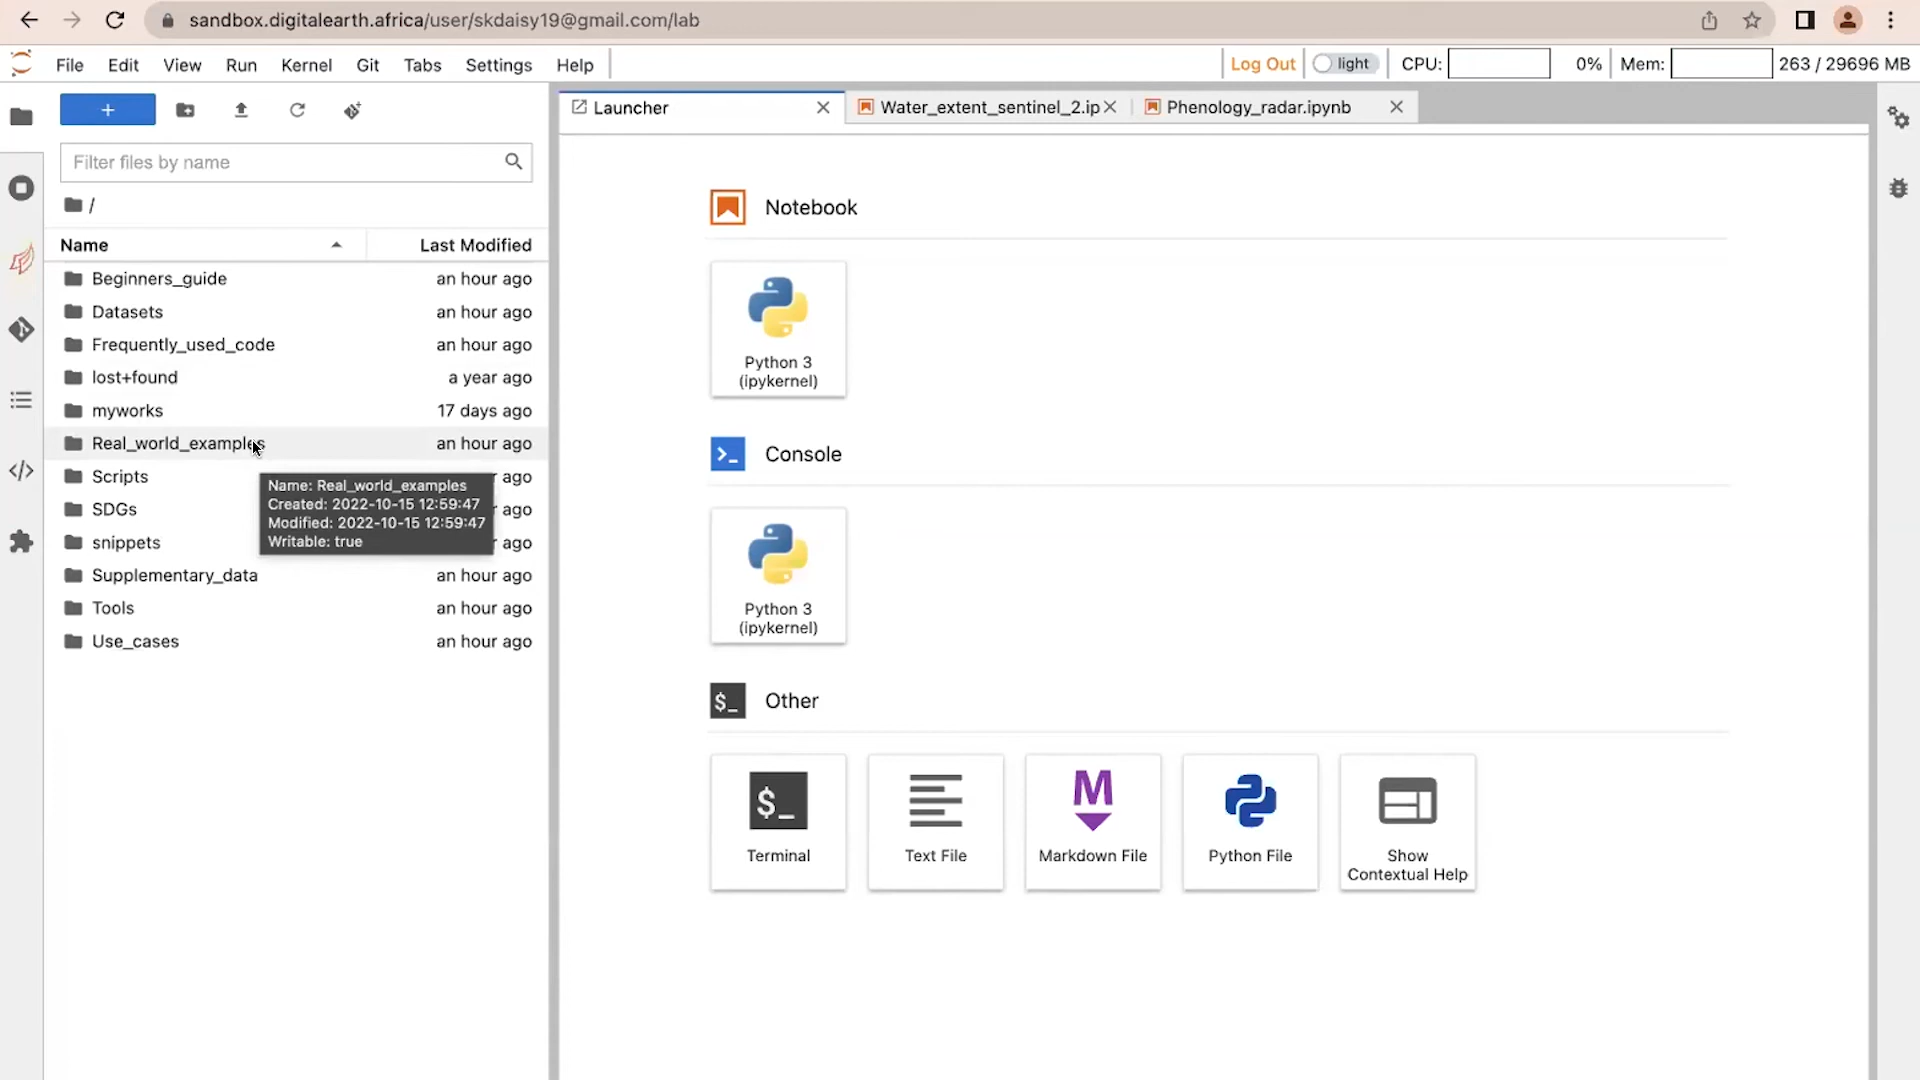 sandbox.digitalearth.africa/user/skdaisy19@gmail.com/lab
File Edit View Run Kernel Git Tabs Settings Help
Log Out light CPU: 0% Mem: 263 / 29696 MB
+
Launcher
Water_extent_sentinel_2.ip
Phenology_radar.ipynb
Filter files by name
/
Name Last Modified
Beginners_guide an hour ago
Datasets an hour ago
Frequently_used_code an hour ago
lost+found a year ago
myworks 17 days ago
Real_world_examples an hour ago
Scripts r ago
SDGs r ago
snippets r ago
Supplementary_data an hour ago
Tools an hour ago
Use_cases an hour ago
Name: Real_world_examples
Created: 2022-10-15 12:59:47
Modified: 2022-10-15 12:59:47
Writable: true
Notebook
Python 3
(ipykernel)
>_ Console
Python 3
(ipykernel)
$_ Other
$_
Terminal
Text File
M
Markdown File
Python File
Show
Contextual Help